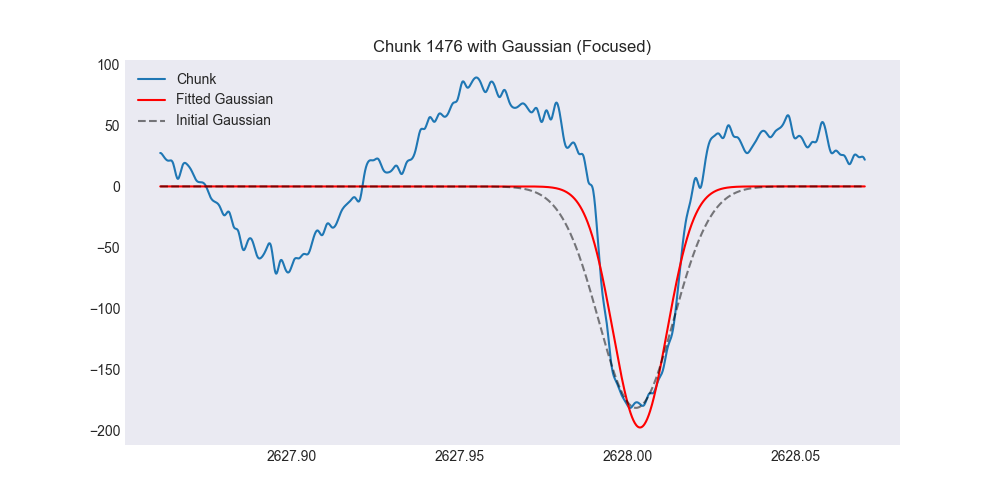 Chunk 1476 with Gaussian (Focused)
Chunk
Fitted Gaussian
Initial Gaussian
100
50
0
−50
−100
−150
−200
2627.90 2627.95 2628.00 2628.05